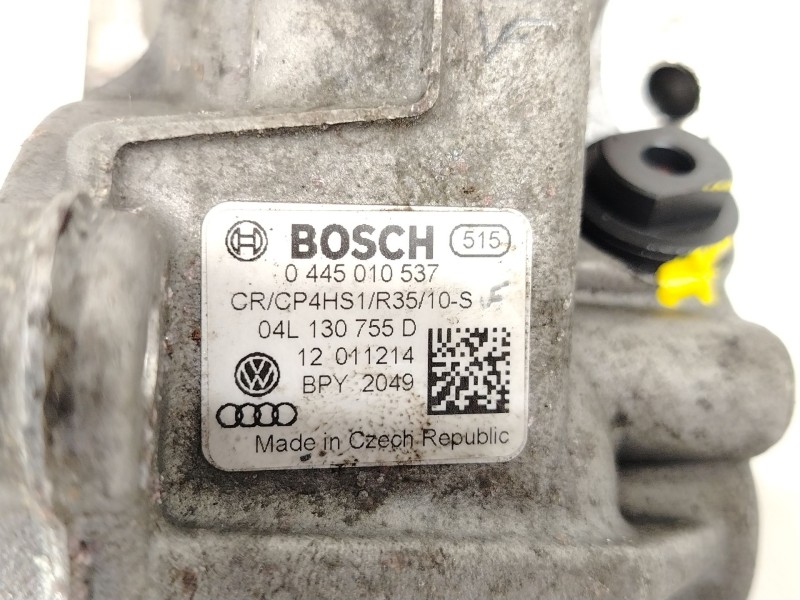 BOSCH 515
0 445 010 537
CR/CP4HS1/R35/10-S
04L 130 755 D
12 011214
BPY 2049
Made in Czech Republic